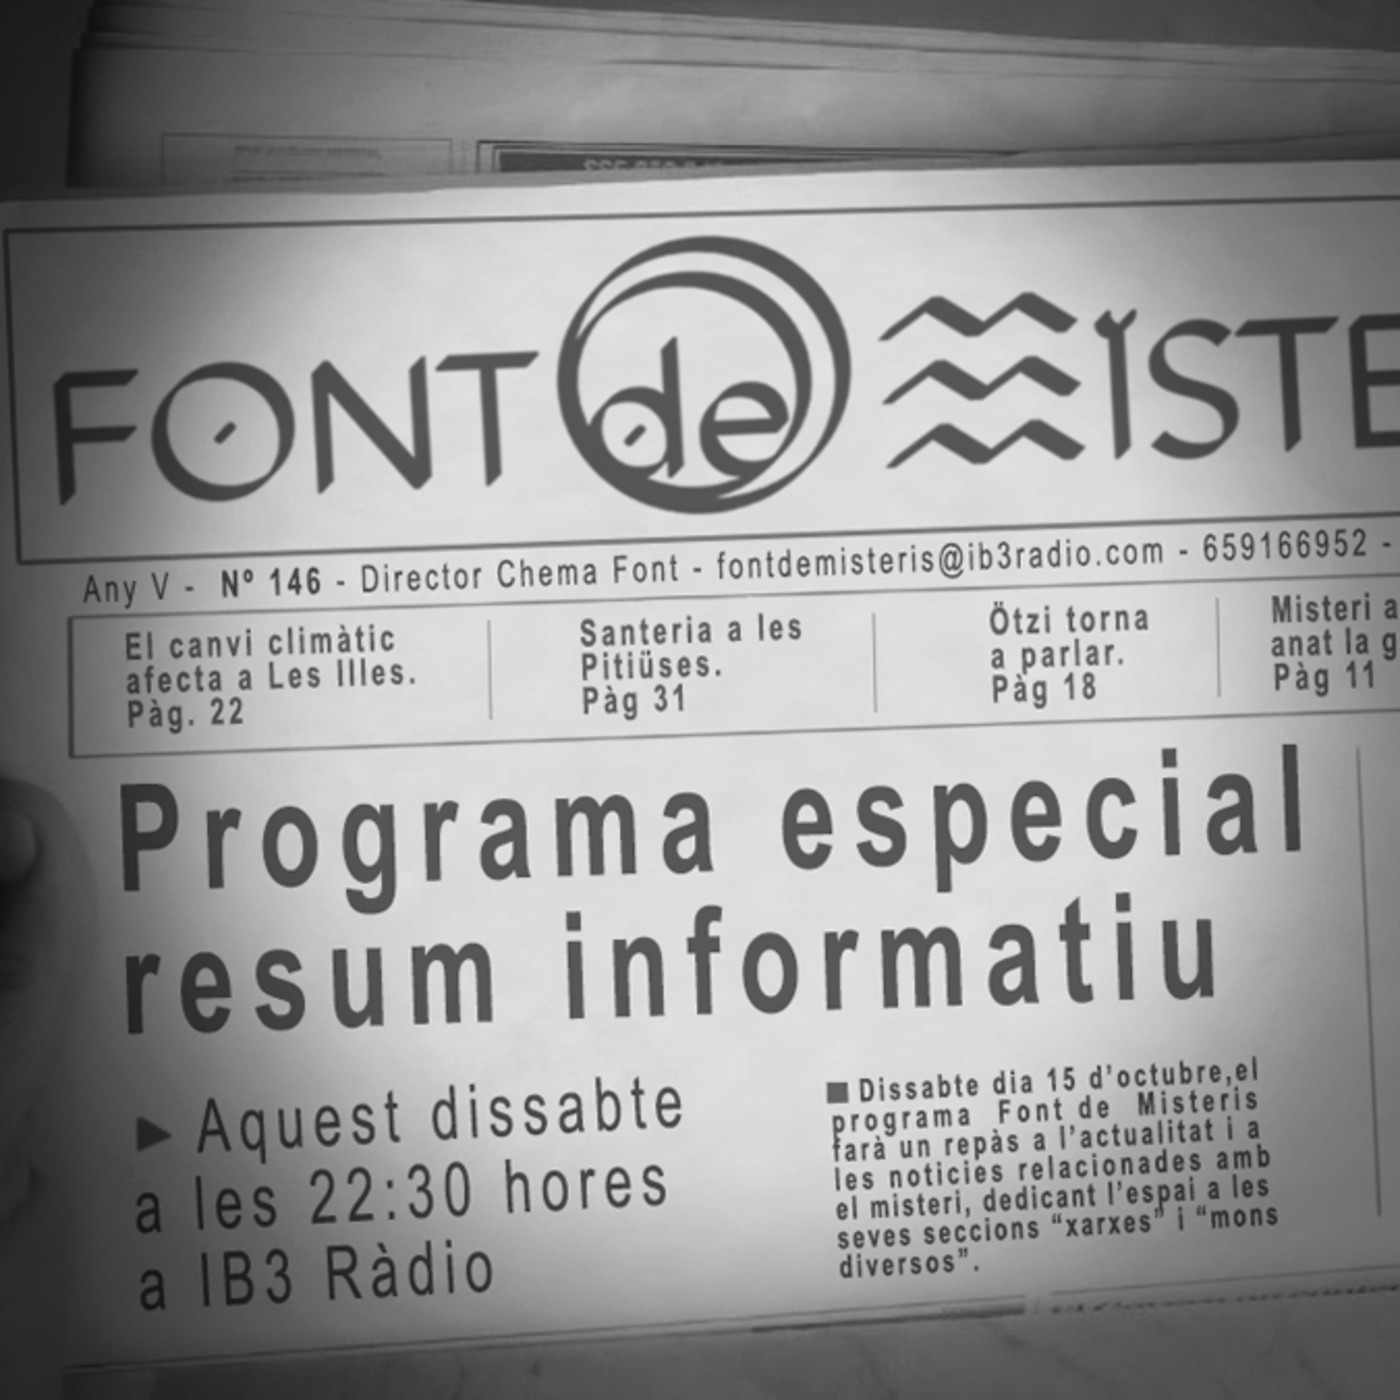 FONT de MISTE
Any V - Nº 146 - Director Chema Font - fontdemisteris@ib3radio.com - 659166952 -
El canvi climàtic
afecta a Les Illes.
Pàg. 22
Santeria a les
Pitiüses.
Pàg 31
Ötzi torna
a parlar.
Pàg 18
Misteri a
anat la g
Pàg 11
Programa especial
resum informatiu
► Aquest dissabte
a les 22:30 hores
a IB3 Ràdio
■ Dissabte dia 15 d'octubre,el
programa Font de Misteris
farà un repàs a l'actualitat i a
les noticies relacionades amb
el misteri, dedicant l'espai a les
seves seccions “xarxes” i “mons
diversos”.